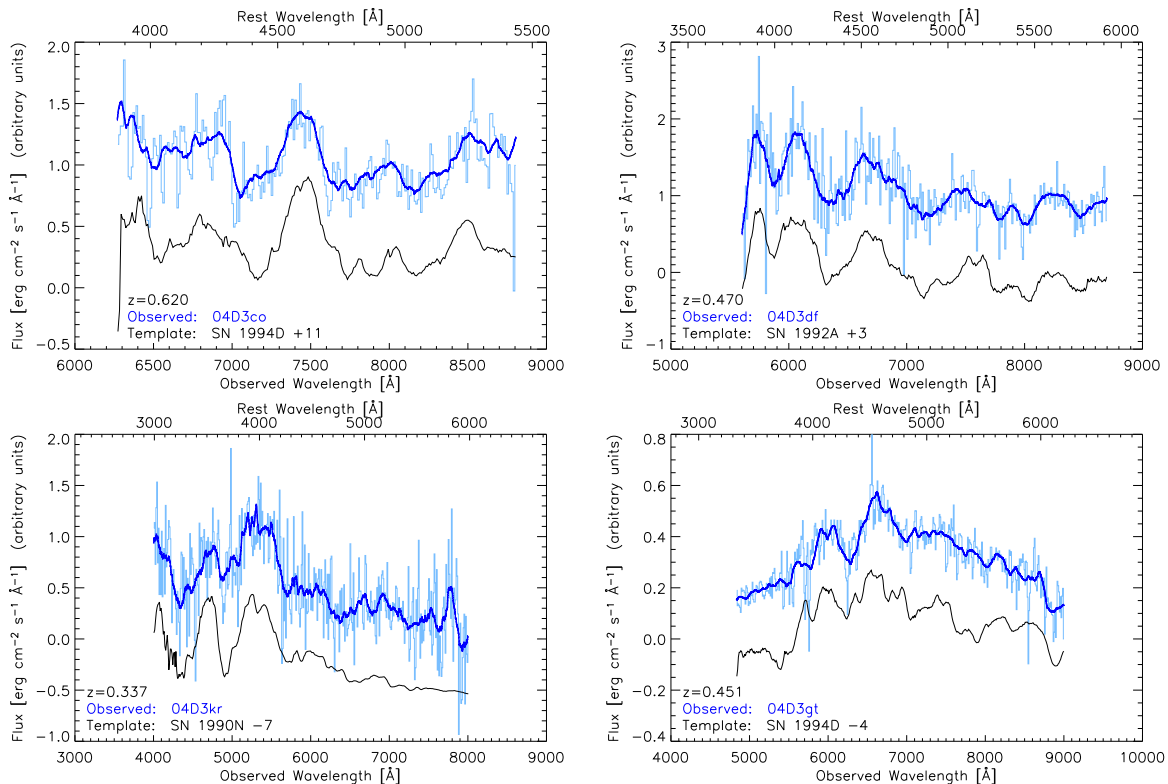 Rest Wavelength [Å]
4000 4500 5000 5500
2.0
1.5
1.0
0.5
0.0
−0.5
Flux [erg cm⁻² s⁻¹ Å⁻¹] (arbitrary units)
z=0.620
Observed: 04D3co
Template: SN 1994D +11
6000 6500 7000 7500 8000 8500 9000
Observed Wavelength [Å]
Rest Wavelength [Å]
3500 4000 4500 5000 5500 6000
3
2
1
0
−1
Flux [erg cm⁻² s⁻¹ Å⁻¹] (arbitrary units)
z=0.470
Observed: 04D3df
Template: SN 1992A +3
5000 6000 7000 8000 9000
Observed Wavelength [Å]
Rest Wavelength [Å]
3000 4000 5000 6000
2.0
1.5
1.0
0.5
0.0
−0.5
−1.0
Flux [erg cm⁻² s⁻¹ Å⁻¹] (arbitrary units)
z=0.337
Observed: 04D3kr
Template: SN 1990N −7
3000 4000 5000 6000 7000 8000 9000
Observed Wavelength [Å]
Rest Wavelength [Å]
3000 4000 5000 6000
0.8
0.6
0.4
0.2
0.0
−0.2
−0.4
Flux [erg cm⁻² s⁻¹ Å⁻¹] (arbitrary units)
z=0.451
Observed: 04D3gt
Template: SN 1994D −4
4000 5000 6000 7000 8000 9000 10000
Observed Wavelength [Å]